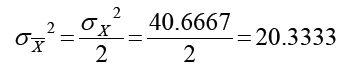 σ_X̄² = σ_X² / 2 = 40.6667 / 2 = 20.3333